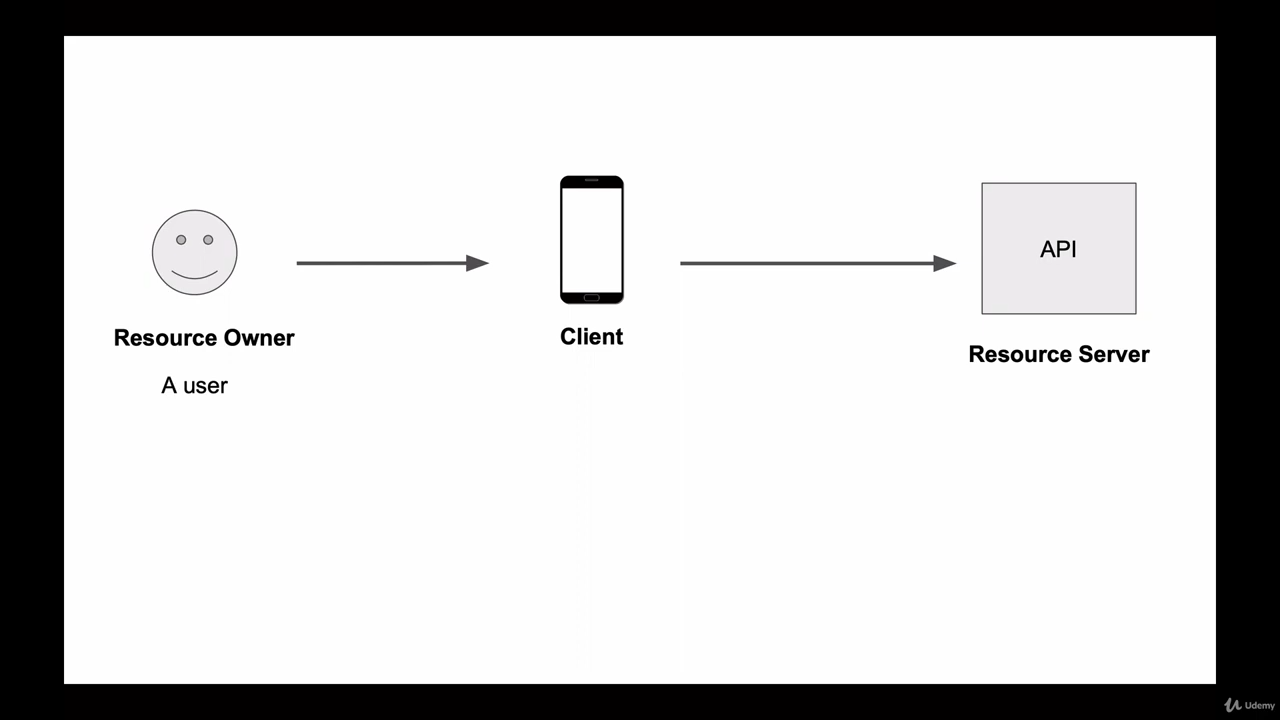 API
Resource Owner
Client
Resource Server
A user
Udemy